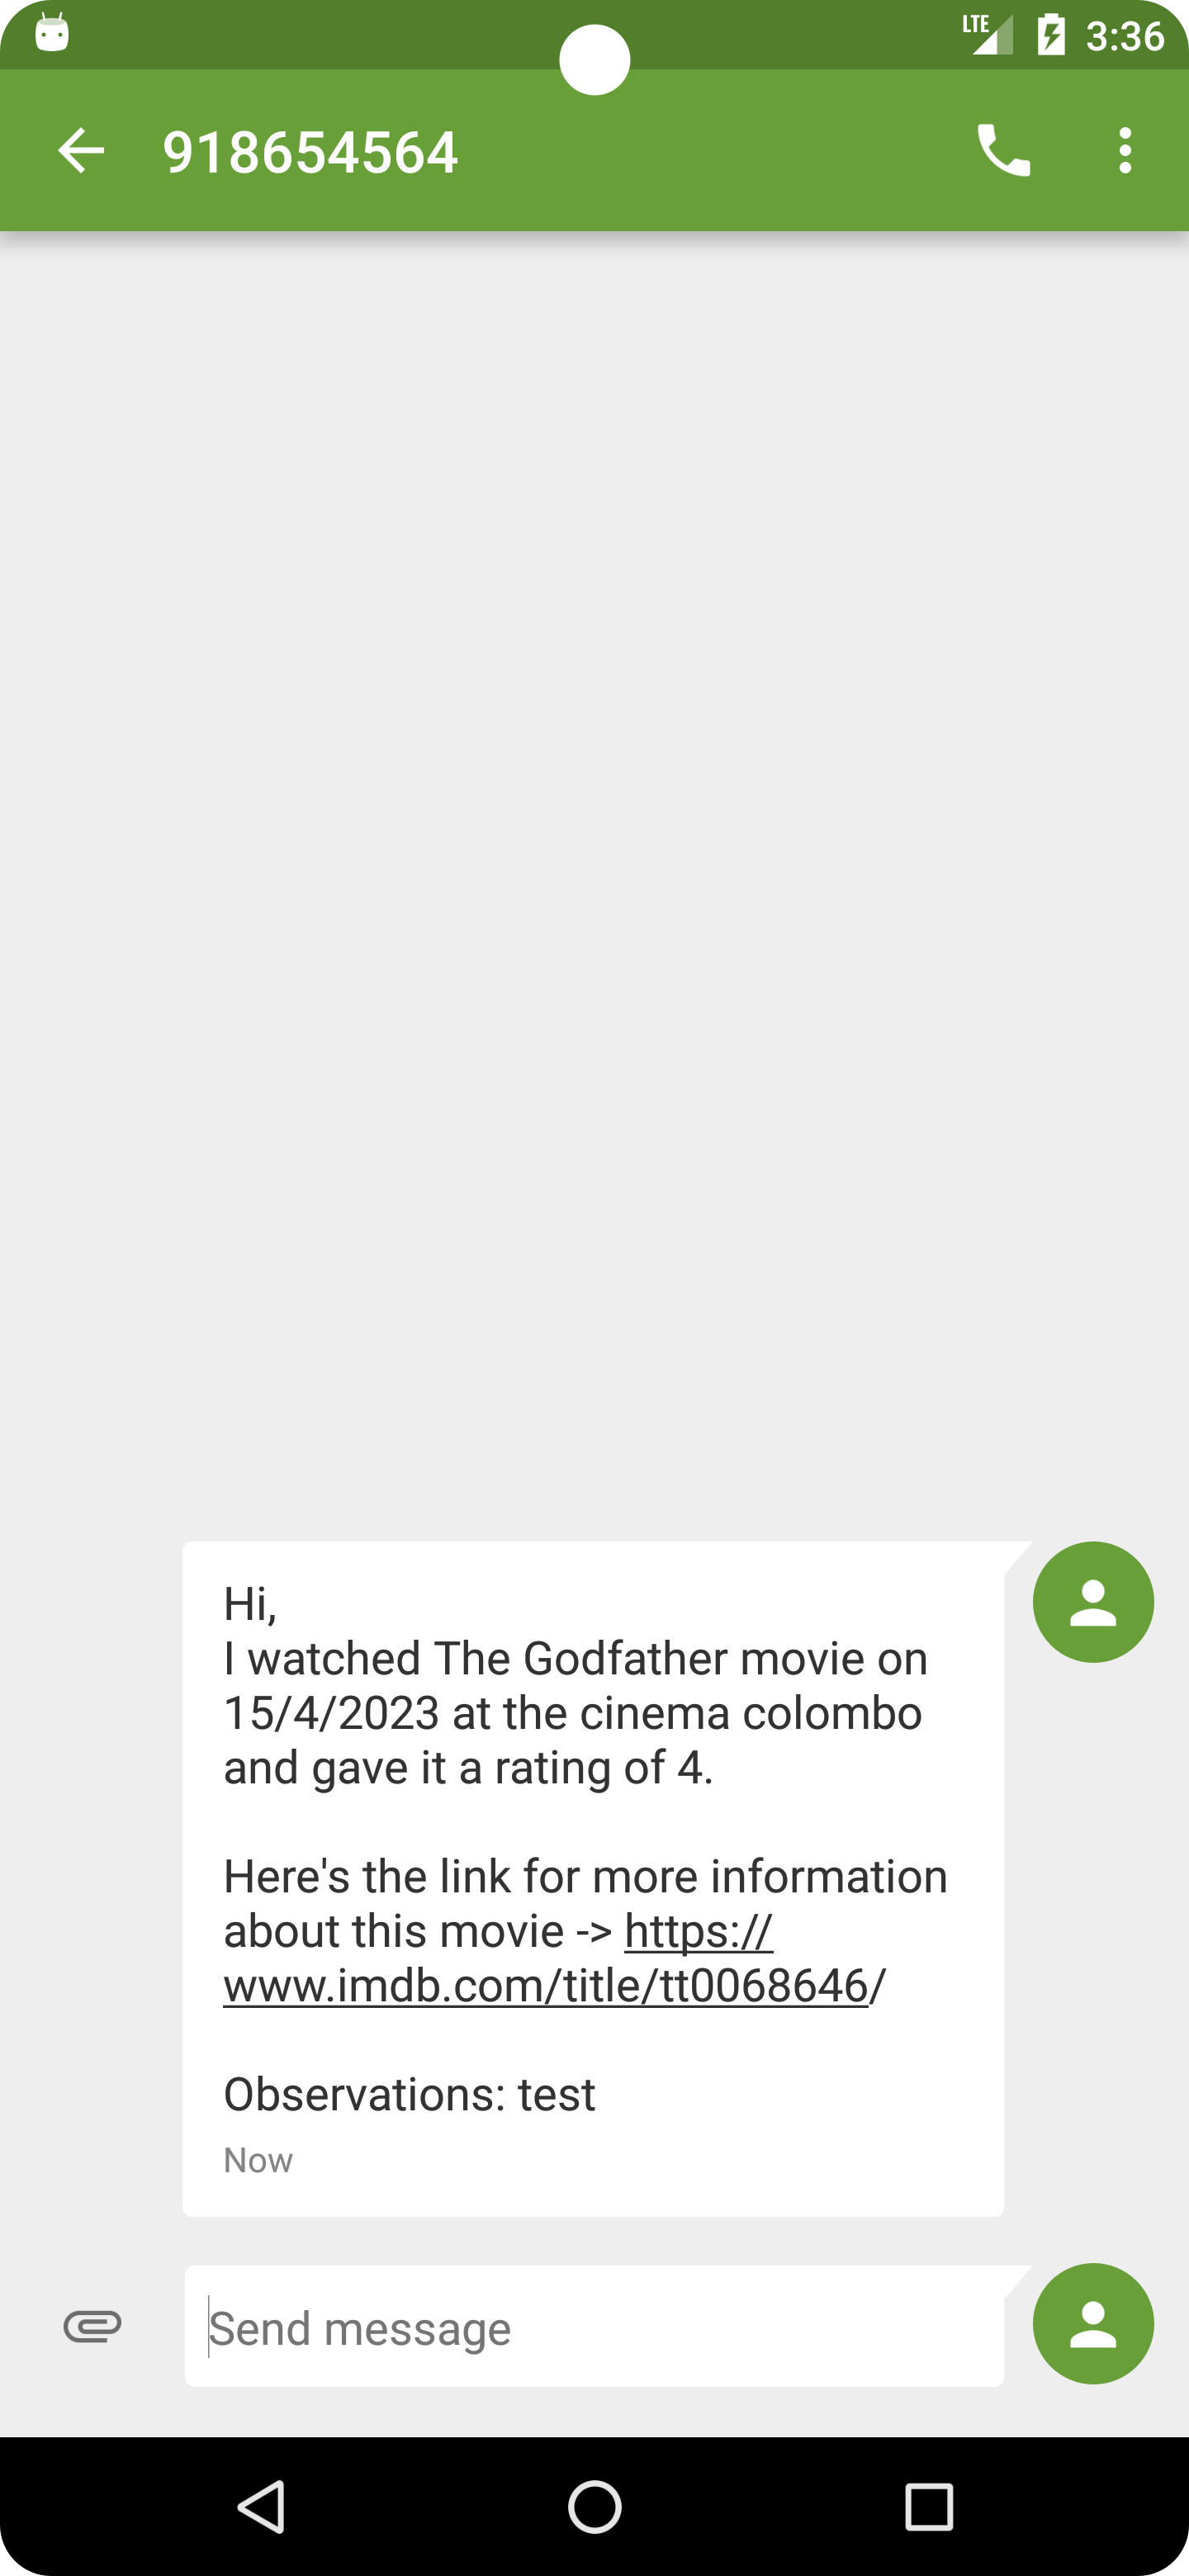 LTE 3:36
918654564
Hi,
I watched The Godfather movie on
15/4/2023 at the cinema colombo
and gave it a rating of 4.
Here's the link for more information
about this movie -> https://
www.imdb.com/title/tt0068646/
Observations: test
Now
Send message